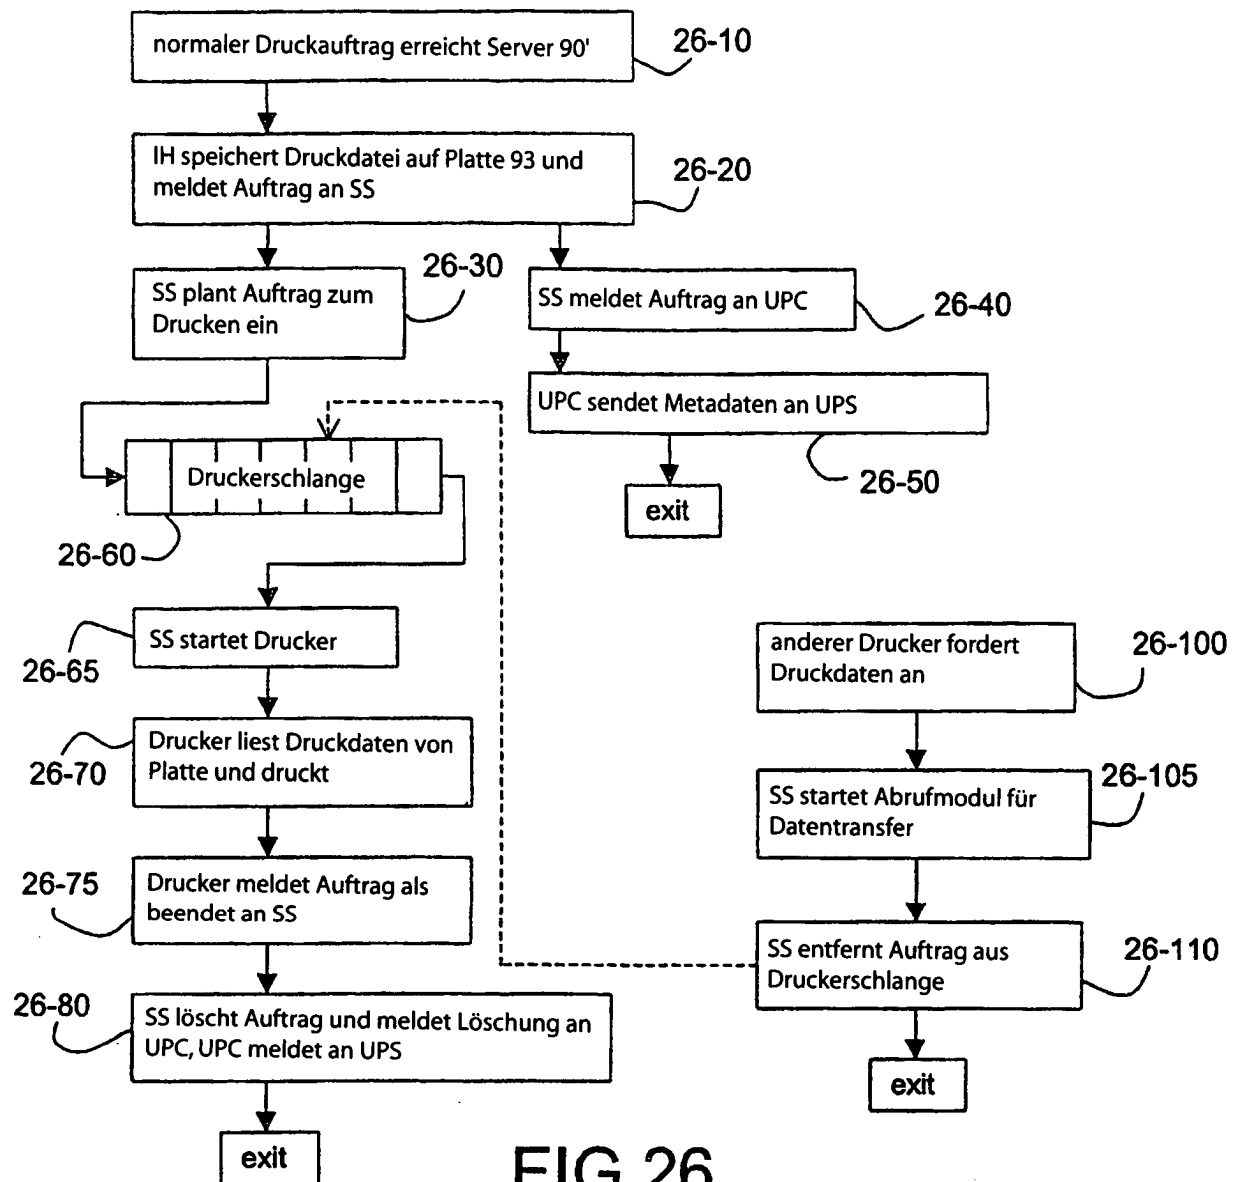 normaler Druckauftrag erreicht Server 90'
26-10
IH speichert Druckdatei auf Platte 93 und
meldet Auftrag an SS
26-20
SS plant Auftrag zum
Drucken ein
26-30
SS meldet Auftrag an UPC
26-40
UPC sendet Metadaten an UPS
26-50
exit
Druckerschlange
26-60
SS startet Drucker
26-65
Drucker liest Druckdaten von
Platte und druckt
26-70
Drucker meldet Auftrag als
beendet an SS
26-75
SS löscht Auftrag und meldet Löschung an
UPC, UPC meldet an UPS
26-80
exit
anderer Drucker fordert
Druckdaten an
26-100
SS startet Abrufmodul für
Datentransfer
26-105
SS entfernt Auftrag aus
Druckerschlange
26-110
exit
FIG 26